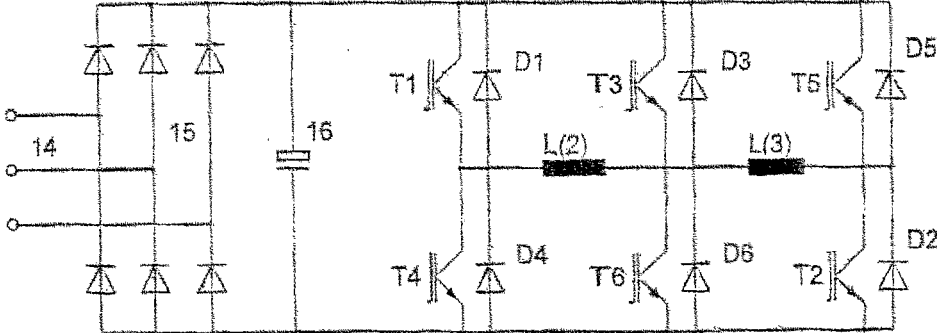 T1 D1 T3 D3 T5 D5
14 15 16 L(2) L(3)
T4 D4 T6 D6 T2 D2